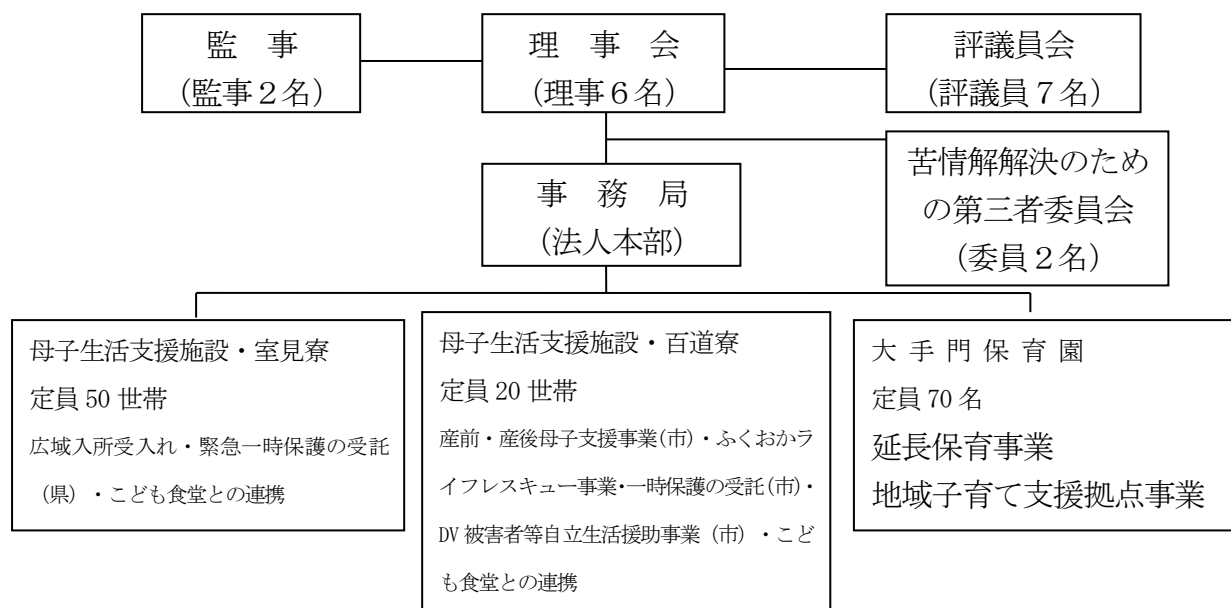 監　事
(監事２名)
理　事　会
(理事６名)
評議員会
(評議員７名)
苦情解解決のため
の第三者委員会
(委員２名)
事　務　局
(法人本部)
母子生活支援施設・室見寮
定員 50 世帯
広域入所受入れ・緊急一時保護の受託
（県）・こども食堂との連携
母子生活支援施設・百道寮
定員 20 世帯
産前・産後母子支援事業(市)・ふくおかラ
イフレスキュー事業・一時保護の受託(市)・
DV 被害者等自立生活援助事業（市）・こど
も食堂との連携
大 手 門 保 育 園
定員 70 名
延長保育事業
地域子育て支援拠点事業